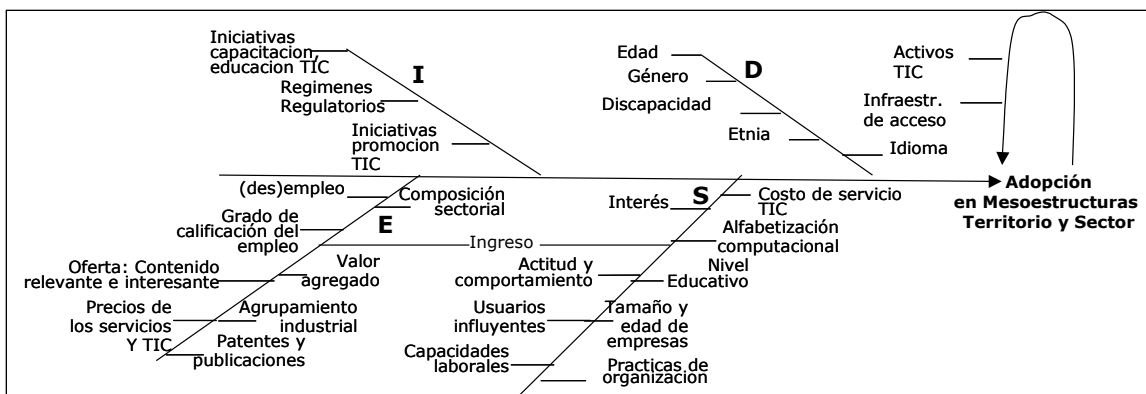 Iniciativas
capacitacion,
educacion TIC
I
Regimenes
Regulatorios
Iniciativas
promocion
TIC
Edad
D
Género
Discapacidad
Etnia
Idioma
Activos
TIC
Infraestr.
de acceso
Adopción
en Mesoestructuras
Territorio y Sector
(des)empleo
Composición
sectorial
Grado de
calificación del
empleo
E
Ingreso
Oferta: Contenido
relevante e interesante
Valor
agregado
Precios de
los servicios
Y TIC
Agrupamiento
industrial
Patentes y
publicaciones
Interés
S
Costo de servicio
TIC
Alfabetización
computacional
Actitud y
comportamiento
Nivel
Educativo
Usuarios
influyentes
Tamaño y
edad de
empresas
Capacidades
laborales
Practicas de
organización